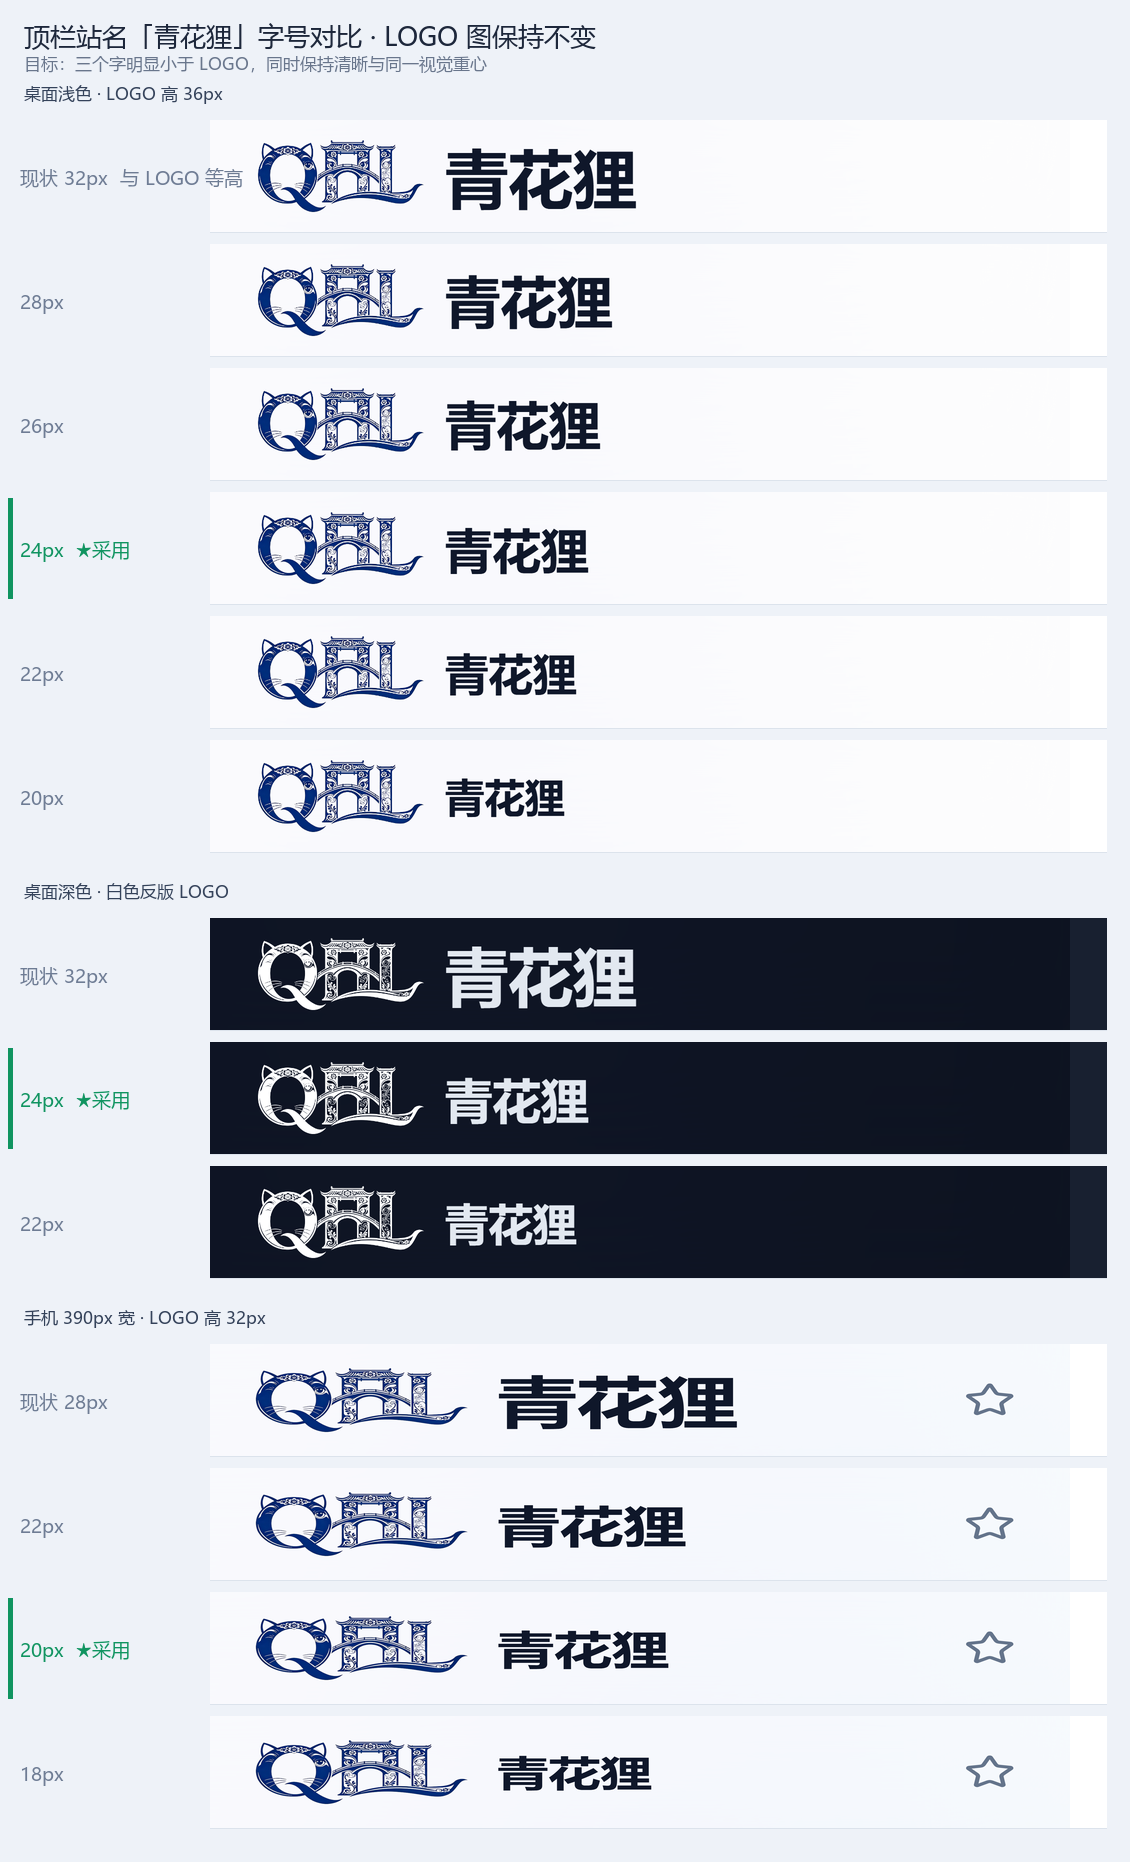 顶栏站名「青花狸」字号对比 · LOGO 图保持不变
目标：三个字明显小于 LOGO，同时保持清晰与同一视觉重心
桌面浅色 · LOGO 高 36px
现状 32px 与 LOGO 等高 QHL 青花狸
28px QHL 青花狸
26px QHL 青花狸
24px ★采用 QHL 青花狸
22px QHL 青花狸
20px QHL 青花狸
桌面深色 · 白色反版 LOGO
现状 32px QHL 青花狸
24px ★采用 QHL 青花狸
22px QHL 青花狸
手机 390px 宽 · LOGO 高 32px
现状 28px QHL 青花狸
22px QHL 青花狸
20px ★采用 QHL 青花狸
18px QHL 青花狸